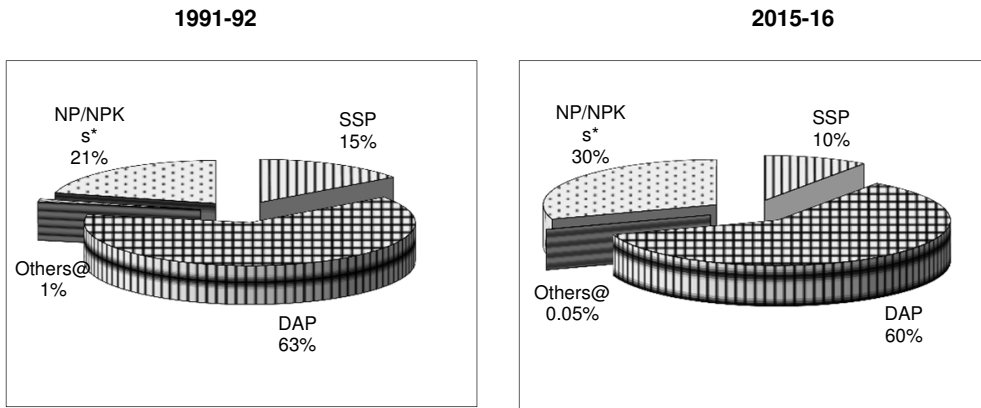 1991-92
NP/NPK
s*
21%
SSP
15%
Others@
1%
DAP
63%
2015-16
NP/NPK
s*
30%
SSP
10%
Others@
0.05%
DAP
60%